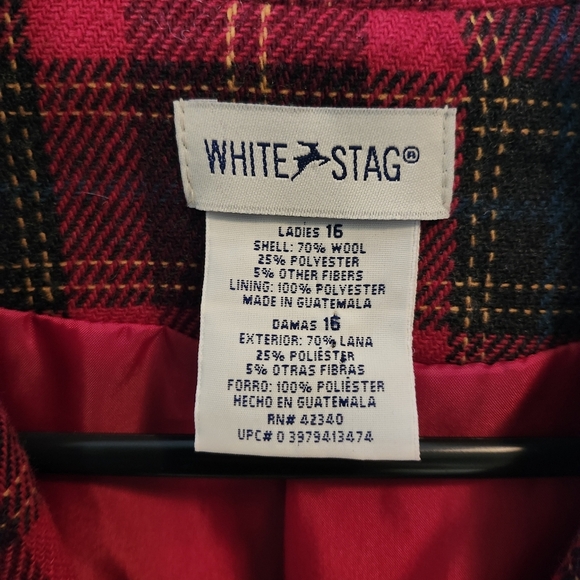 WHITE STAG®
LADIES 16
SHELL: 70% WOOL
25% POLYESTER
5% OTHER FIBERS
LINING: 100% POLYESTER
MADE IN GUATEMALA
DAMAS 16
EXTERIOR: 70% LANA
25% POLIÉSTER
5% OTRAS FIBRAS
FORRO: 100% POLIÉSTER
HECHO EN GUATEMALA
RN# 42340
UPC# 0 3979413474